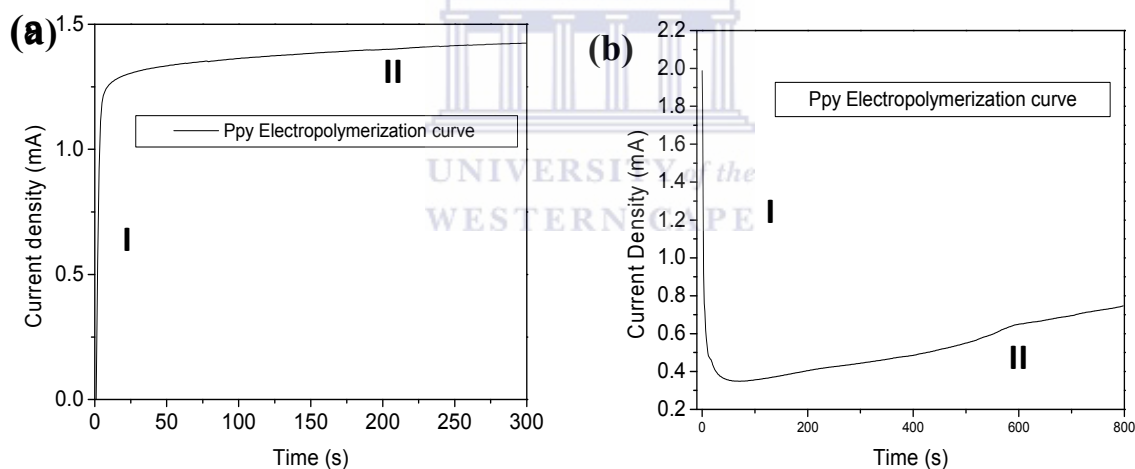 (a)
1.5
1.0
0.5
0.0
Current density (mA)
Ppy Electropolymerization curve
I
II
0 50 100 150 200 250 300
Time (s)
UNIVERSITY of the
WESTERN CAPE
(b)
2.2
2.0
1.8
1.6
1.4
1.2
1.0
0.8
0.6
0.4
0.2
Current Density (mA)
Ppy Electropolymerization curve
I
II
0 200 400 600 800
Time (s)